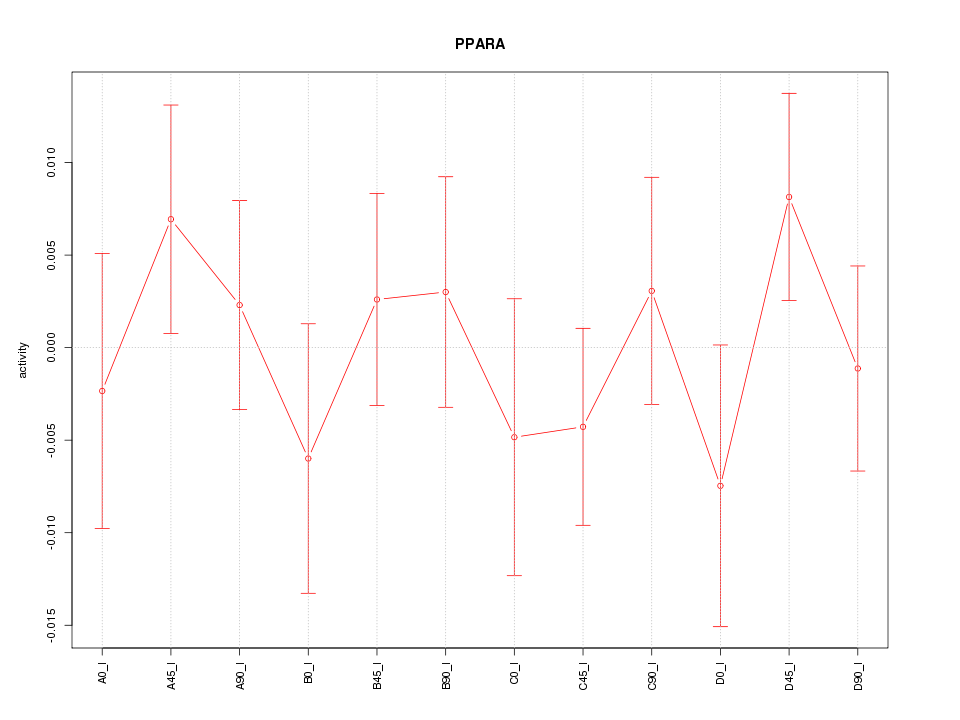 PPARA
activity
0.010
0.005
0.000
-0.005
-0.010
-0.015
A0_I
A45_I
A90_I
B0_I
B45_I
B90_I
C0_I
C45_I
C90_I
D0_I
D45_I
D90_I